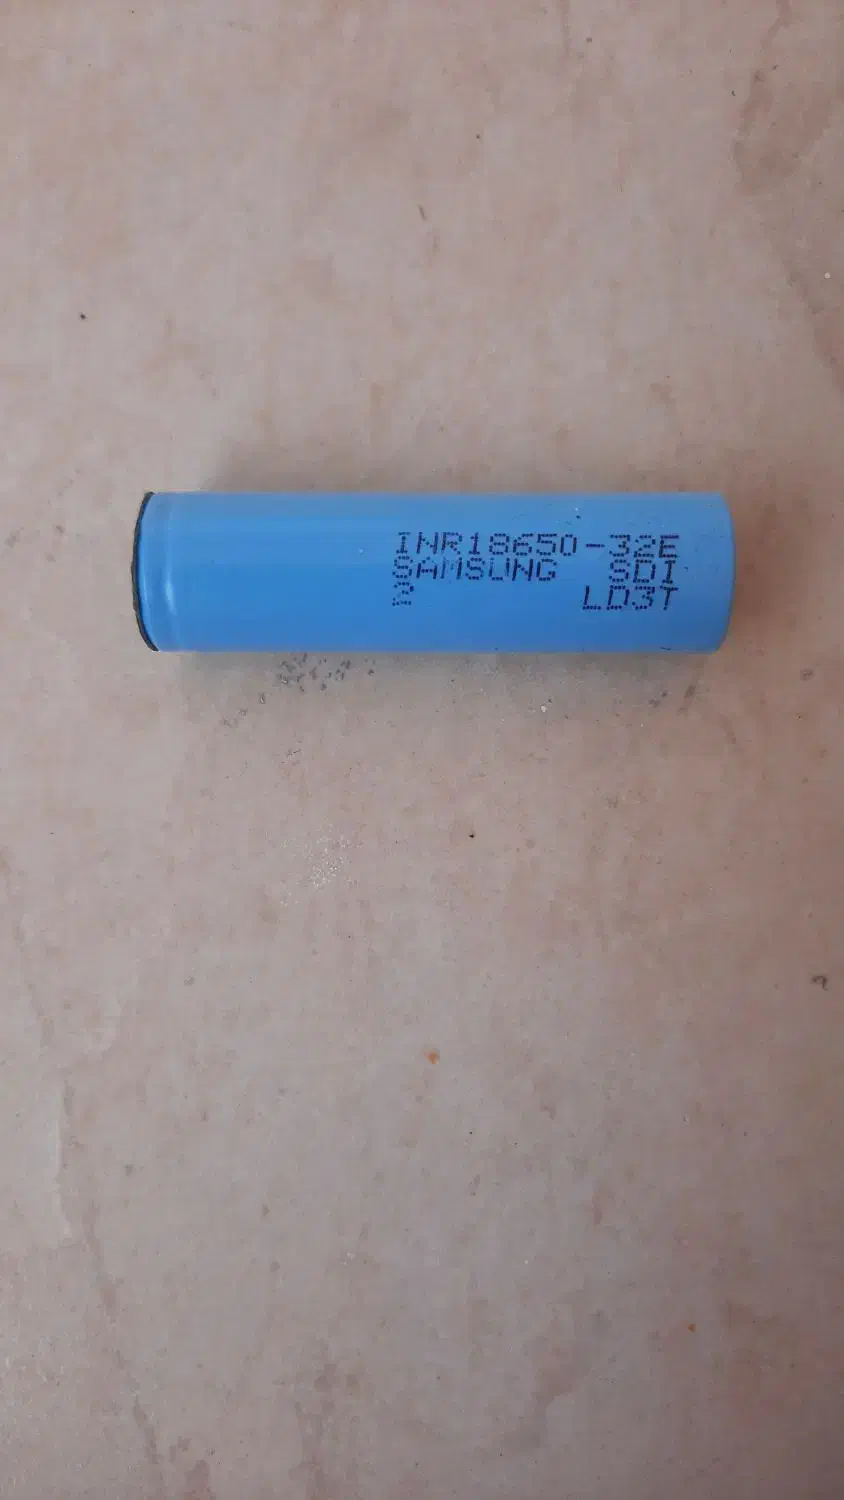 INR18650-32E
SAMSUNG SDI
2 LD3T